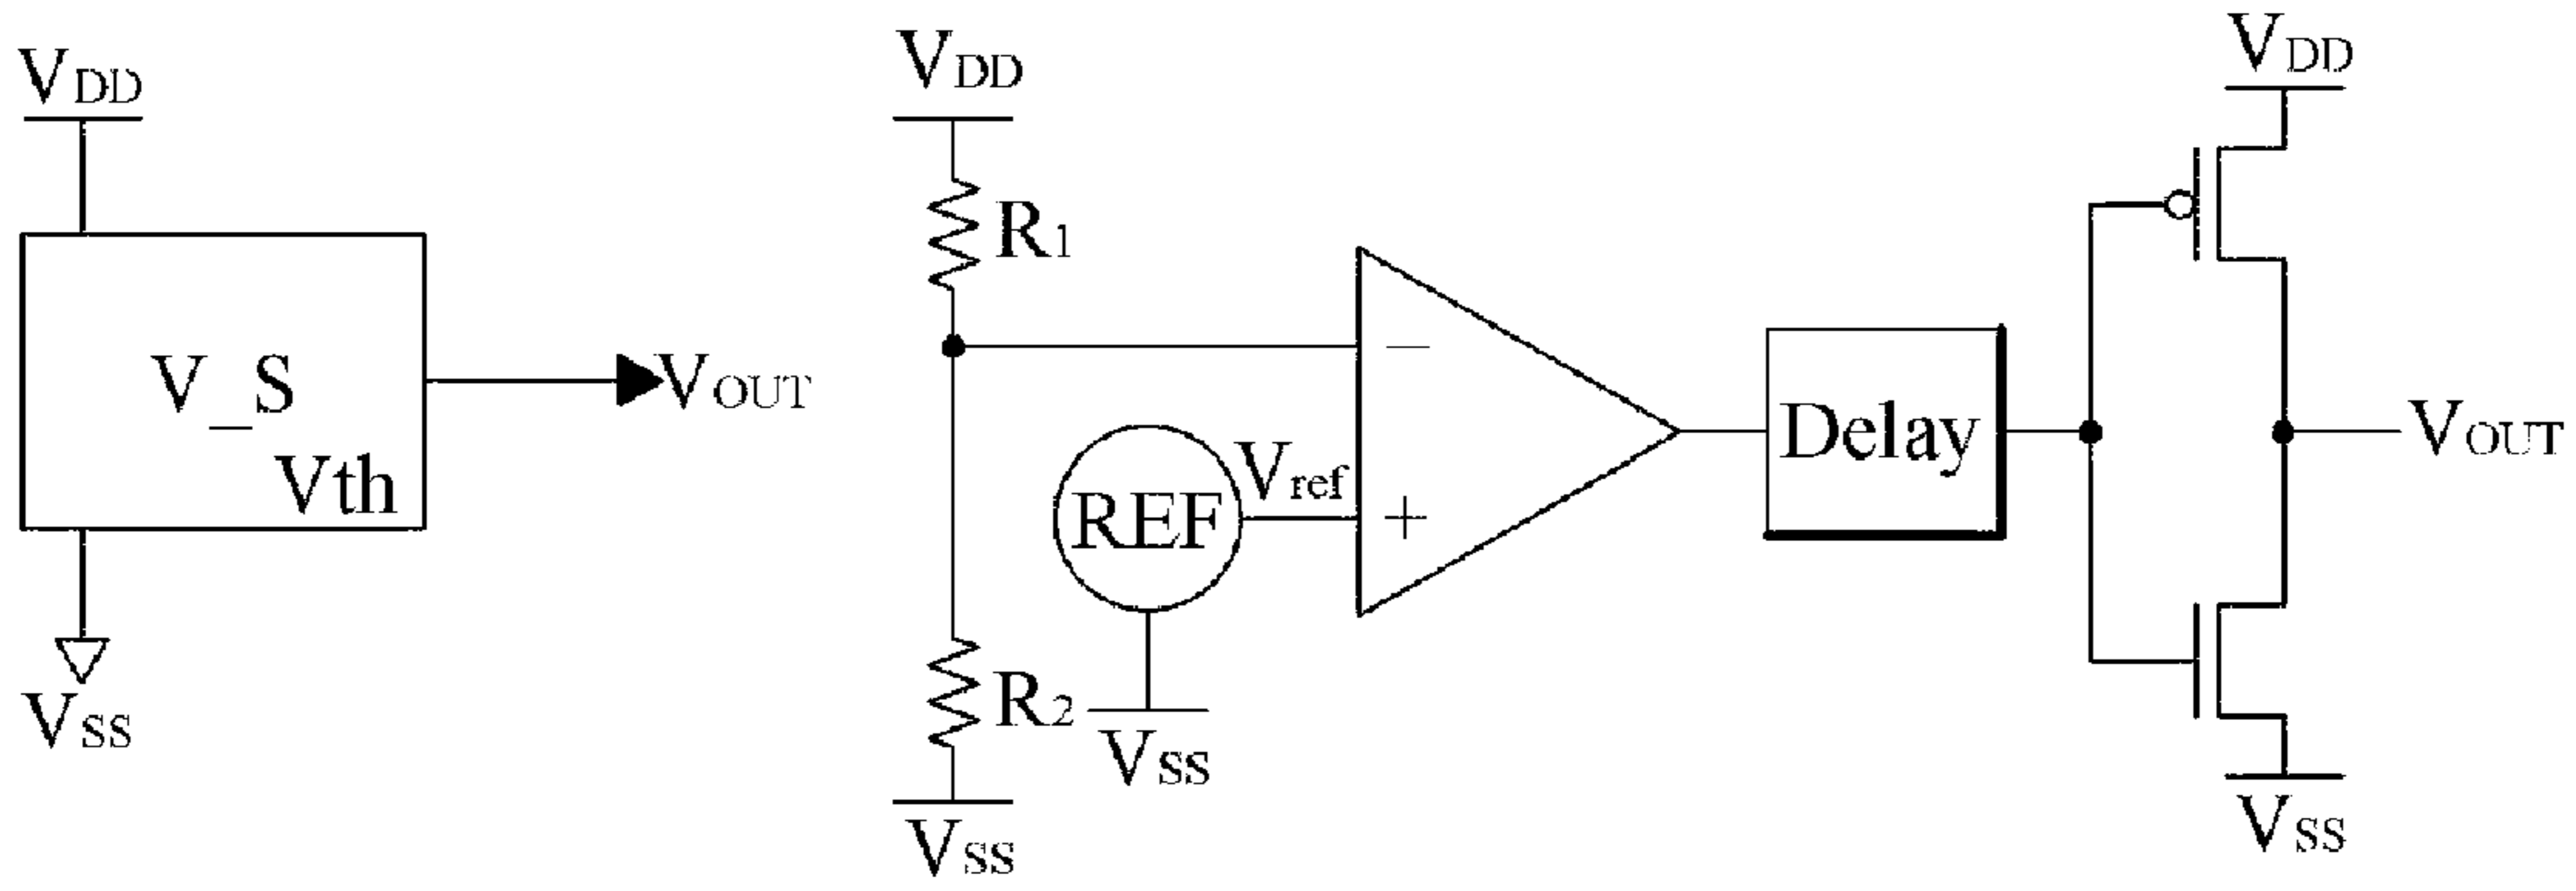 VDD
V_S
Vth
VOUT
VSS
VDD
R1
R2
VSS
REF
Vref
VSS
−
+
Delay
VDD
VOUT
VSS